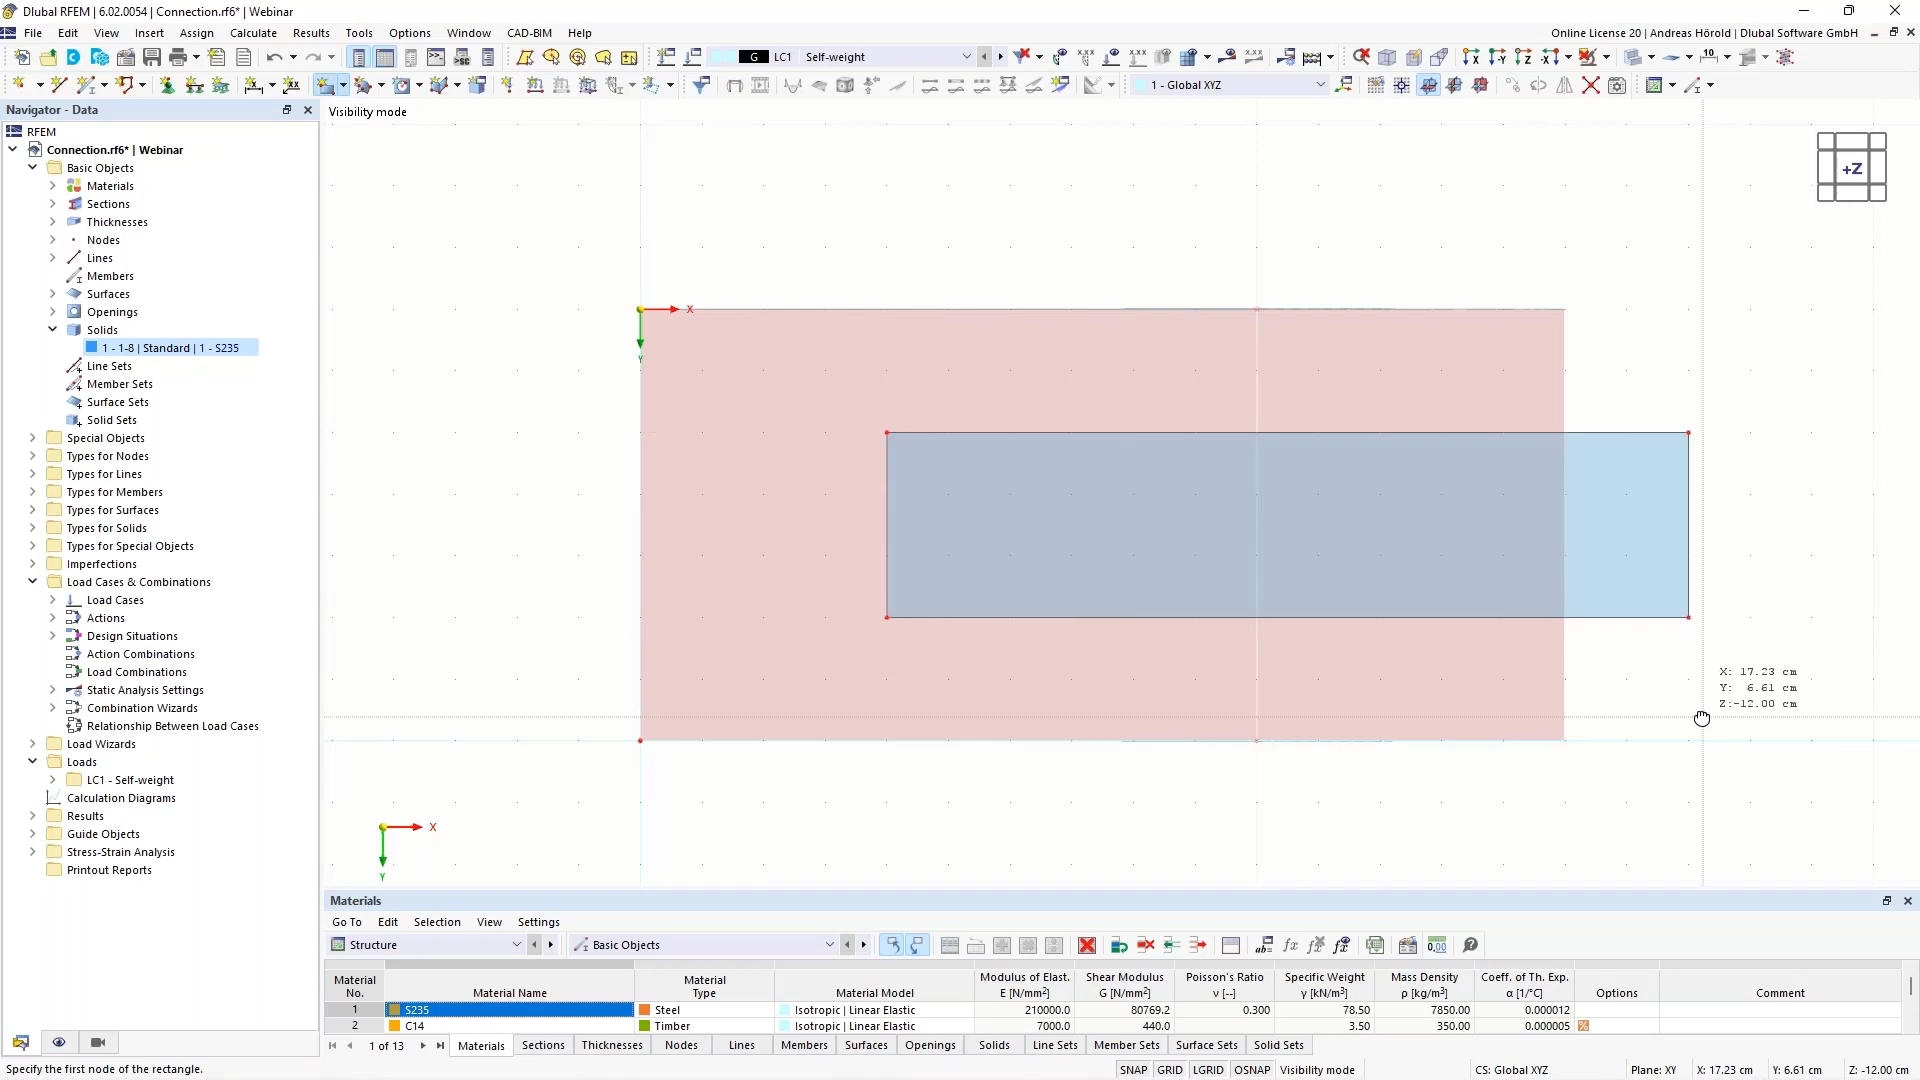 Dlubal RFEM | 6.02.0054 | Connection.rf6* | Webinar
File Edit View Insert Assign Calculate Results Tools Options Window CAD-BIM Help
Online License 20 | Andreas Hörold | Dlubal Software GmbH
G LC1 Self-weight
1 - Global XYZ
Navigator - Data
Visibility mode
RFEM
Connection.rf6* | Webinar
Basic Objects
Materials
Sections
Thicknesses
Nodes
Lines
Members
Surfaces
Openings
Solids
1 - 1-8 | Standard | 1 - S235
Line Sets
Member Sets
Surface Sets
Solid Sets
Special Objects
Types for Nodes
Types for Lines
Types for Members
Types for Surfaces
Types for Solids
Types for Special Objects
Imperfections
Load Cases & Combinations
Load Cases
Actions
Design Situations
Action Combinations
Load Combinations
Static Analysis Settings
Combination Wizards
Relationship Between Load Cases
Load Wizards
Loads
LC1 - Self-weight
Calculation Diagrams
Results
Guide Objects
Stress-Strain Analysis
Printout Reports
+Z
X
Y
X: 17.23 cm
Y: 6.61 cm
Z:-12.00 cm
X
Y
Materials
Go To Edit Selection View Settings
Structure Basic Objects
Material No. Material Name Material Type Material Model Modulus of Elast. E [N/mm²] Shear Modulus G [N/mm²] Poisson's Ratio ν [--] Specific Weight γ [kN/m³] Mass Density ρ [kg/m³] Coeff. of Th. Exp. α [1/°C] Options Comment
1 S235 Steel Isotropic | Linear Elastic 210000.0 80769.2 0.300 78.50 7850.00 0.000012
2 C14 Timber Isotropic | Linear Elastic 7000.0 440.0 3.50 350.00 0.000005
1 of 13 Materials Sections Thicknesses Nodes Lines Members Surfaces Openings Solids Line Sets Member Sets Surface Sets Solid Sets
Specify the first node of the rectangle. SNAP GRID LGRID OSNAP Visibility mode CS: Global XYZ Plane: XY X: 17.23 cm Y: 6.61 cm Z: -12.00 cm